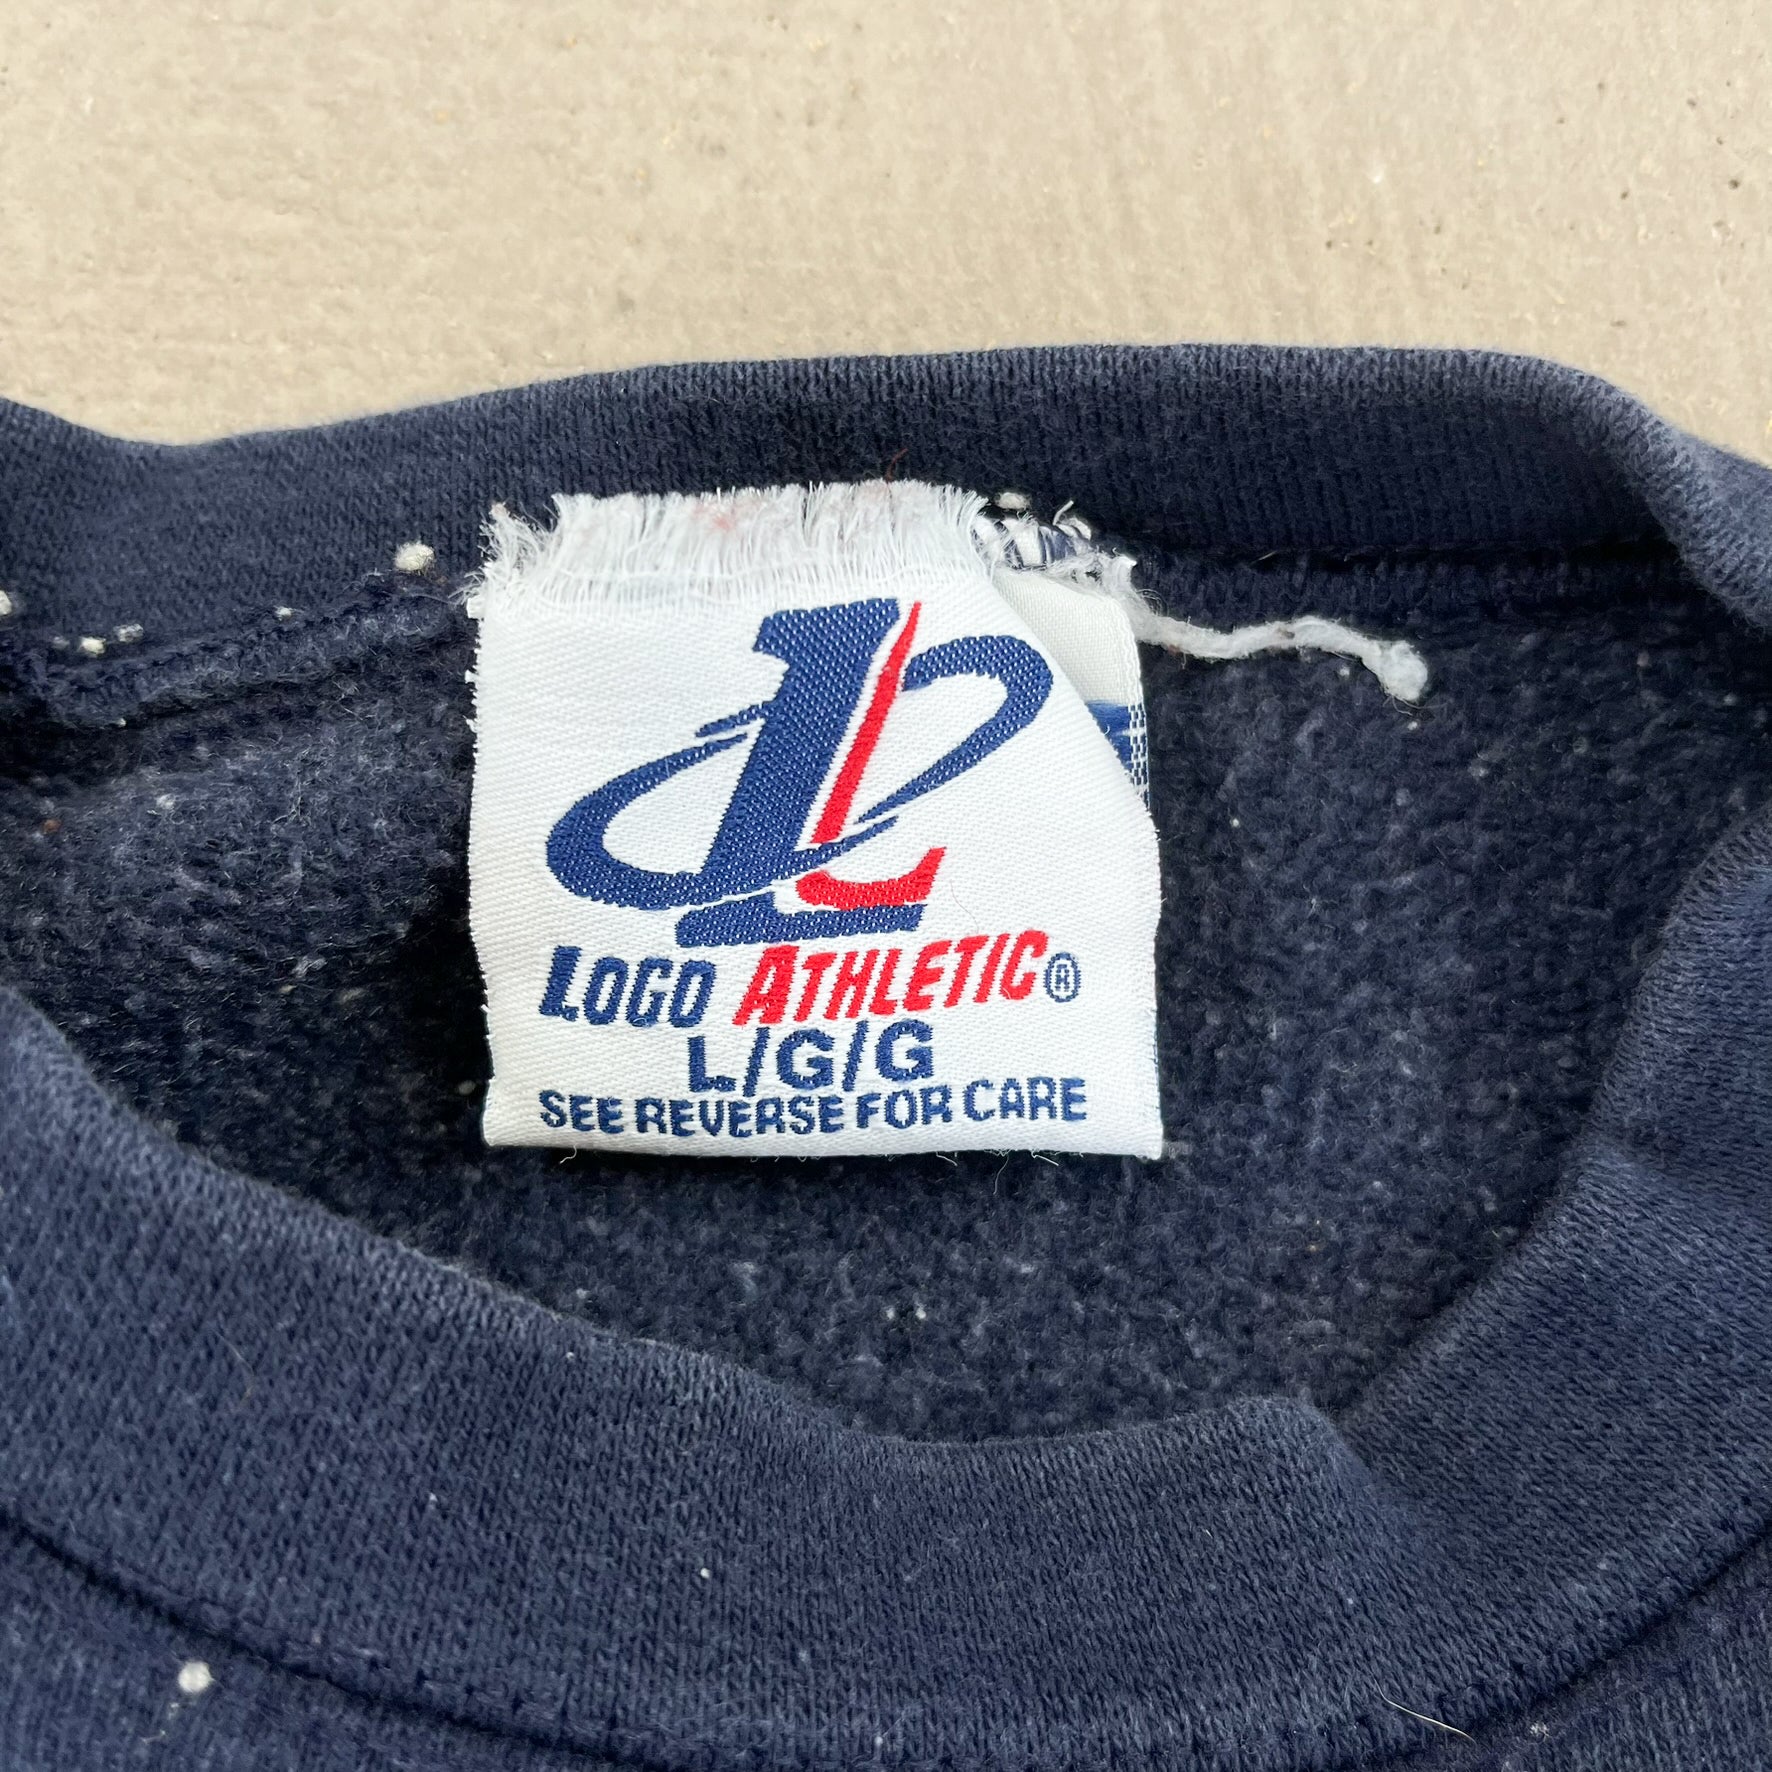 L
LOGO ATHLETIC®
L/G/G
SEE REVERSE FOR CARE